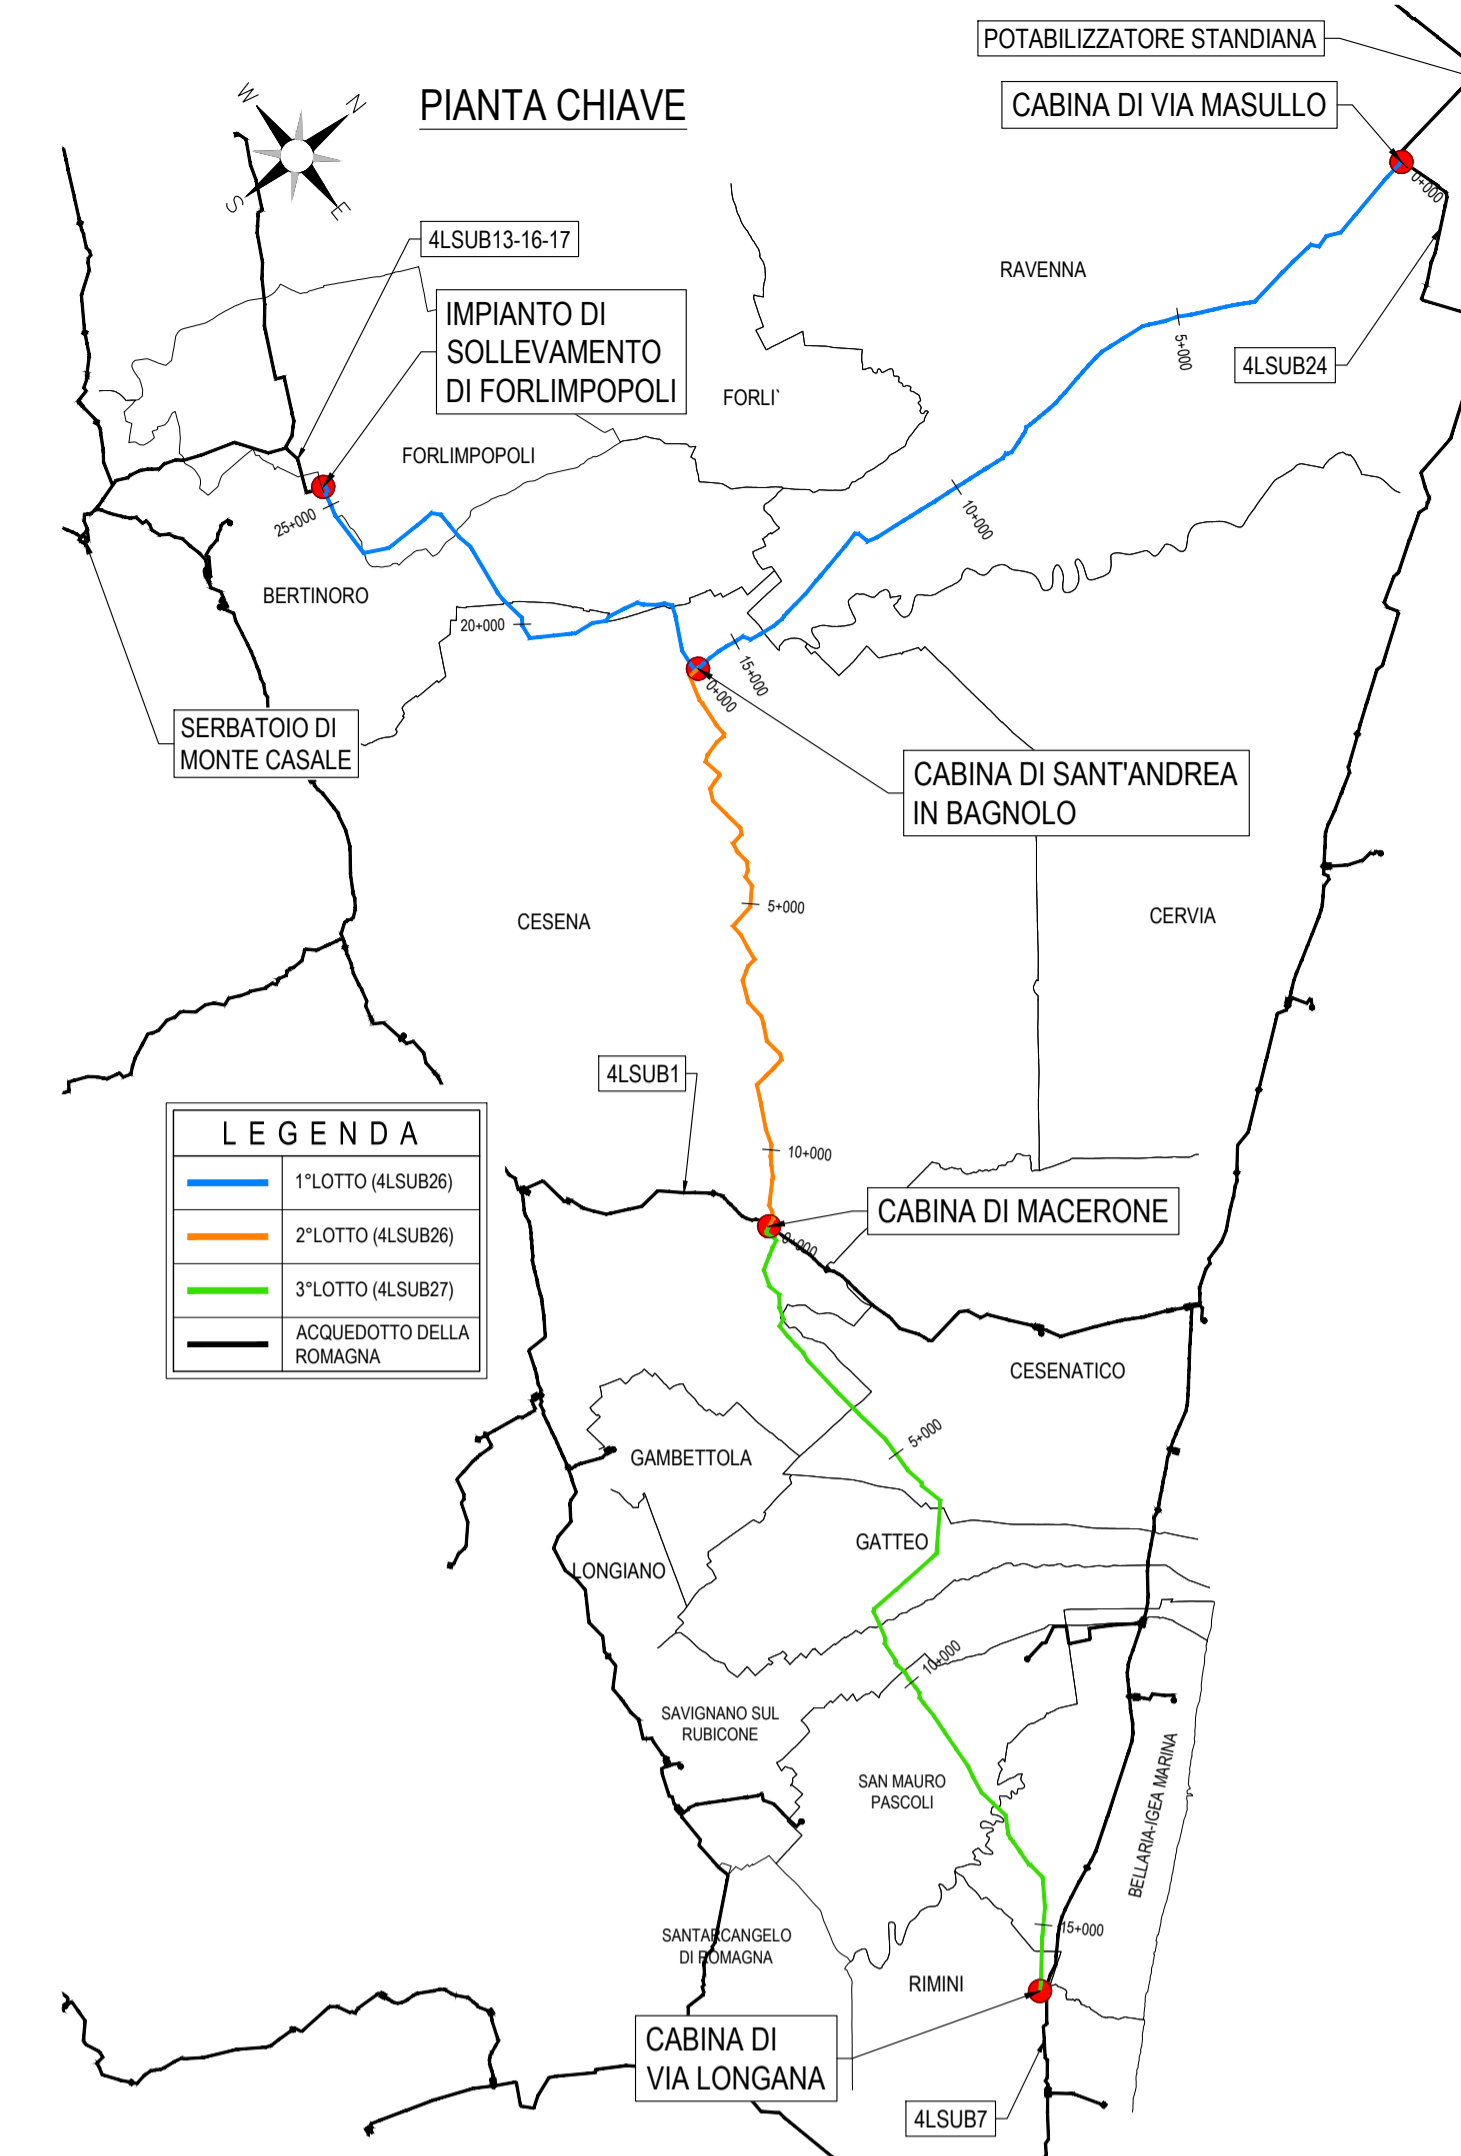 POTABILIZZATORE STANDIANA
PIANTA CHIAVE
CABINA DI VIA MASULLO
W
N
S
E
0+000
4LSUB13-16-17
RAVENNA
IMPIANTO DI
SOLLEVAMENTO
DI FORLIMPOPOLI
5+000
4LSUB24
FORLI`
FORLIMPOPOLI
25+000
10+000
BERTINORO
20+000
15+000
0+000
SERBATOIO DI
MONTE CASALE
CABINA DI SANT'ANDREA
IN BAGNOLO
5+000
CESENA
CERVIA
4LSUB1
LEGENDA
1°LOTTO (4LSUB26)
2°LOTTO (4LSUB26)
3°LOTTO (4LSUB27)
ACQUEDOTTO DELLA
ROMAGNA
10+000
CABINA DI MACERONE
0+000
CESENATICO
5+000
GAMBETTOLA
GATTEO
LONGIANO
10+000
SAVIGNANO SUL
RUBICONE
SAN MAURO
PASCOLI
BELLARIA-IGEA MARINA
15+000
SANTARCANGELO
DI ROMAGNA
RIMINI
CABINA DI
VIA LONGANA
4LSUB7